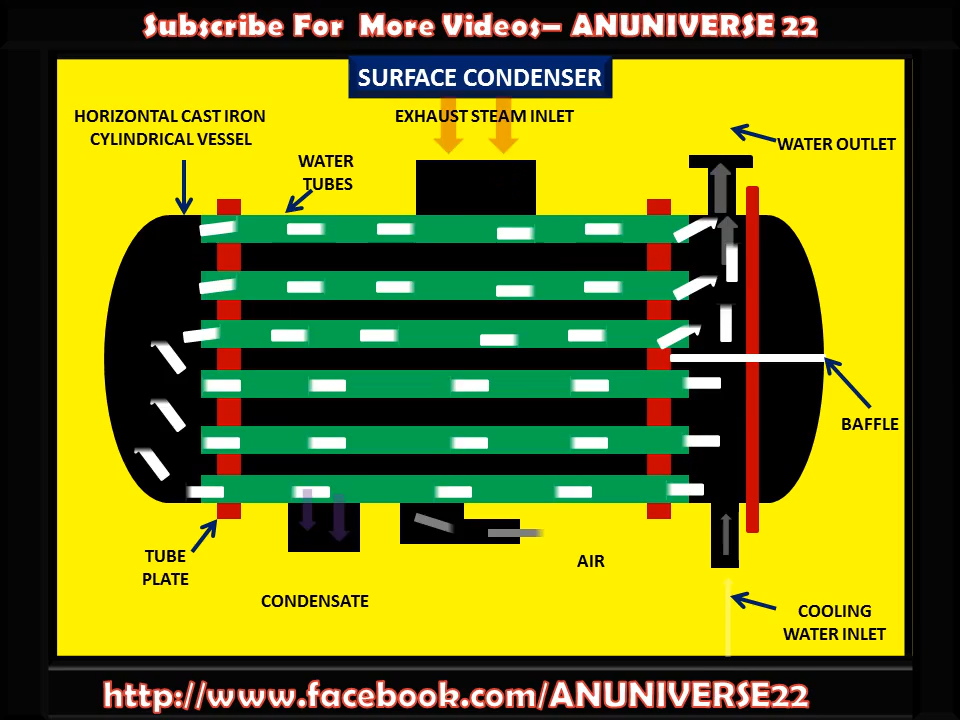 Subscribe For More Videos– ANUNIVERSE 22
SURFACE CONDENSER
HORIZONTAL CAST IRON
CYLINDRICAL VESSEL
EXHAUST STEAM INLET
WATER
TUBES
WATER OUTLET
BAFFLE
TUBE
PLATE
AIR
CONDENSATE
COOLING
WATER INLET
http://www.facebook.com/ANUNIVERSE22